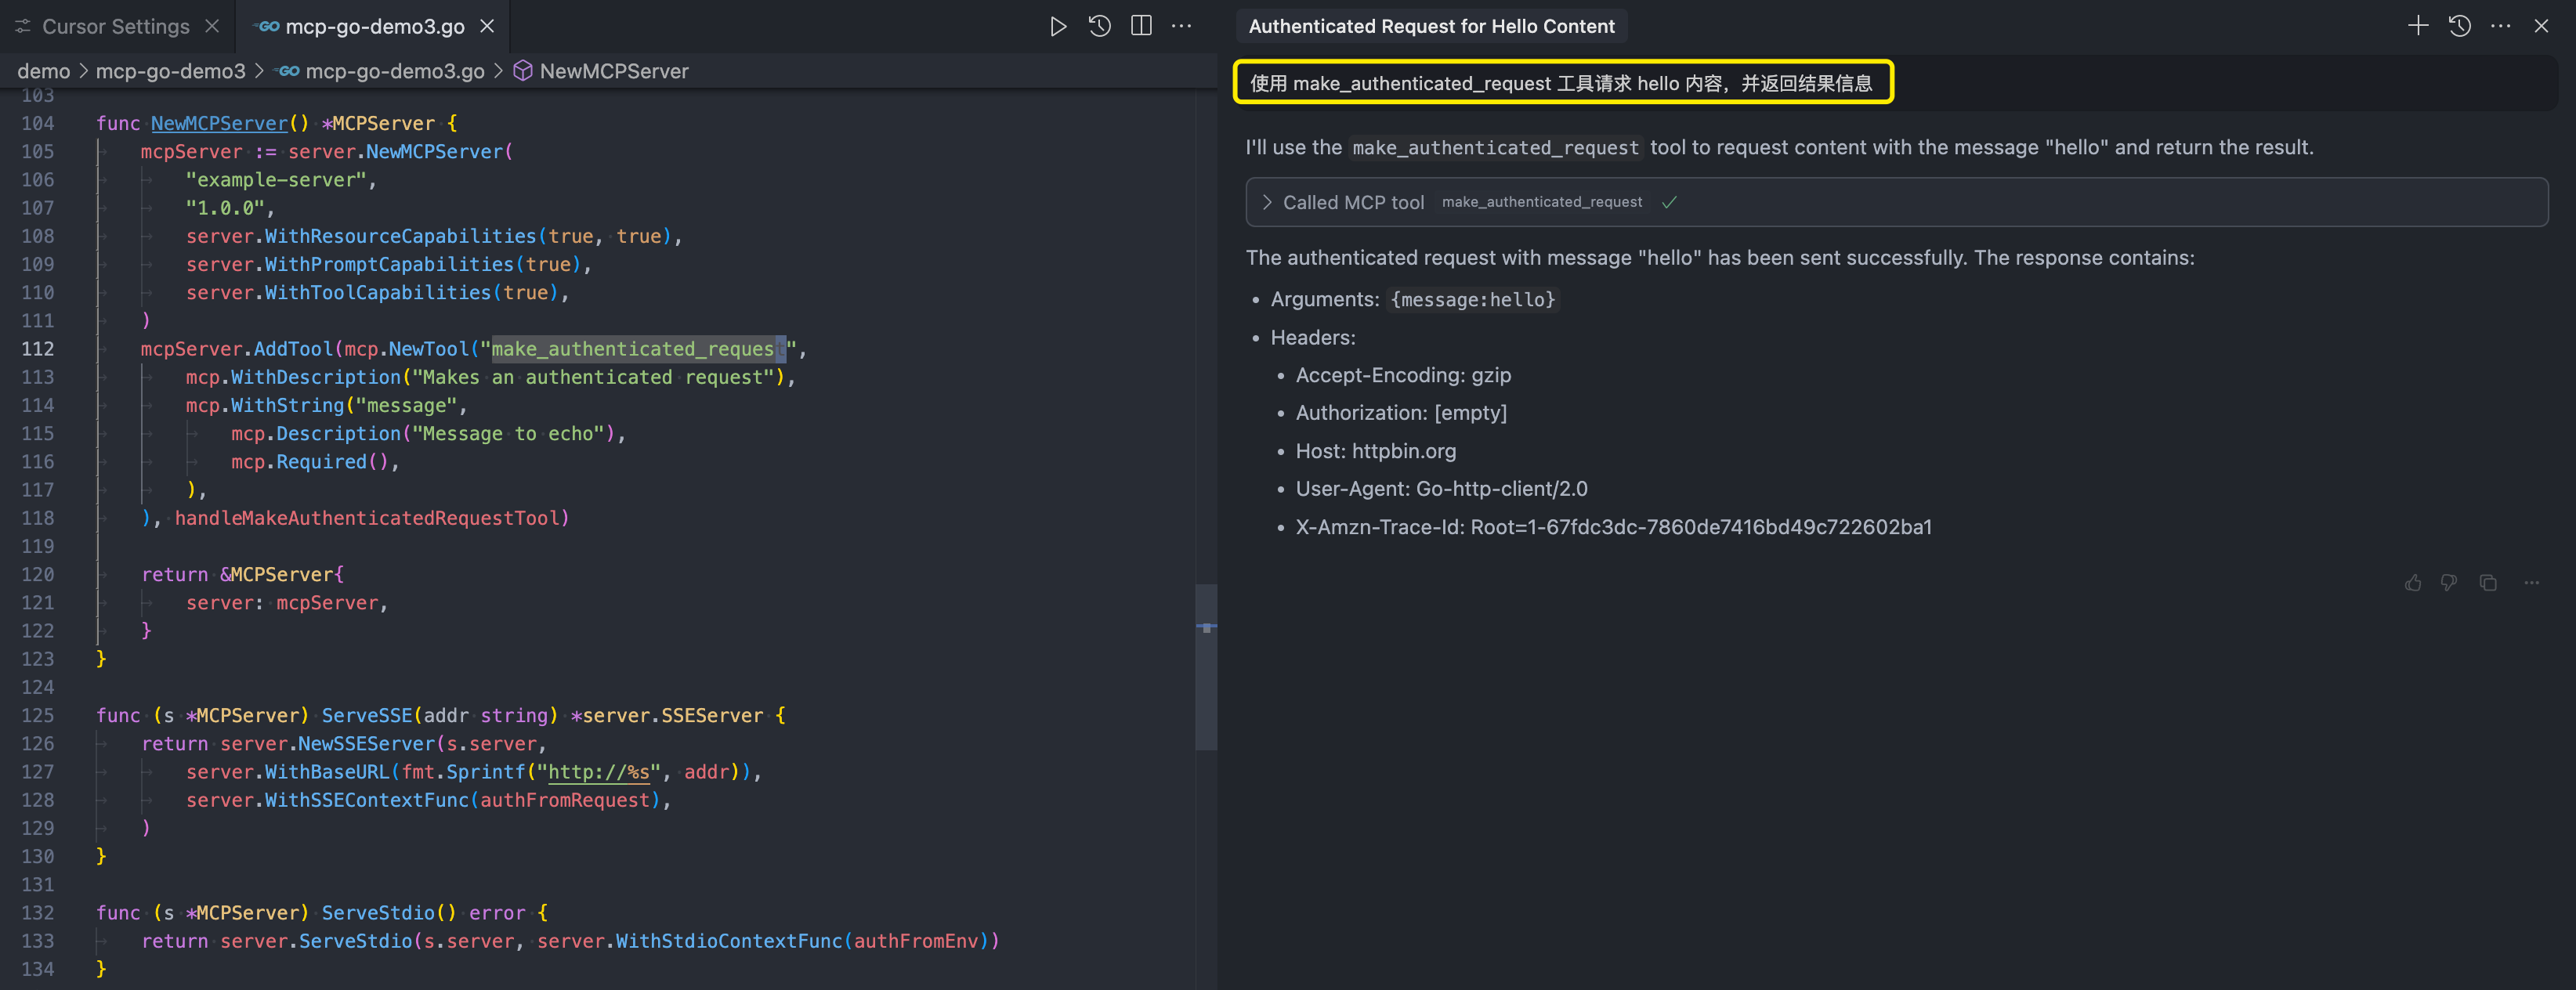 Cursor Settings
mcp-go-demo3.go
demo > mcp-go-demo3 > mcp-go-demo3.go > NewMCPServer
103
104 func NewMCPServer() *MCPServer {
105 mcpServer := server.NewMCPServer(
106 "example-server",
107 "1.0.0",
108 server.WithResourceCapabilities(true, true),
109 server.WithPromptCapabilities(true),
110 server.WithToolCapabilities(true),
111 )
112 mcpServer.AddTool(mcp.NewTool("make_authenticated_request",
113 mcp.WithDescription("Makes an authenticated request"),
114 mcp.WithString("message",
115 mcp.Description("Message to echo"),
116 mcp.Required(),
117 ),
118 ), handleMakeAuthenticatedRequestTool)
119
120 return &MCPServer{
121 server: mcpServer,
122 }
123 }
124
125 func (s *MCPServer) ServeSSE(addr string) *server.SSEServer {
126 return server.NewSSEServer(s.server,
127 server.WithBaseURL(fmt.Sprintf("http://%s", addr)),
128 server.WithSSEContextFunc(authFromRequest),
129 )
130 }
131
132 func (s *MCPServer) ServeStdio() error {
133 return server.ServeStdio(s.server, server.WithStdioContextFunc(authFromEnv))
134 }
Authenticated Request for Hello Content
使用 make_authenticated_request 工具请求 hello 内容，并返回结果信息
I'll use the make_authenticated_request tool to request content with the message "hello" and return the result.
Called MCP tool make_authenticated_request
The authenticated request with message "hello" has been sent successfully. The response contains:
• Arguments: {message:hello}
• Headers:
• Accept-Encoding: gzip
• Authorization: [empty]
• Host: httpbin.org
• User-Agent: Go-http-client/2.0
• X-Amzn-Trace-Id: Root=1-67fdc3dc-7860de7416bd49c722602ba1